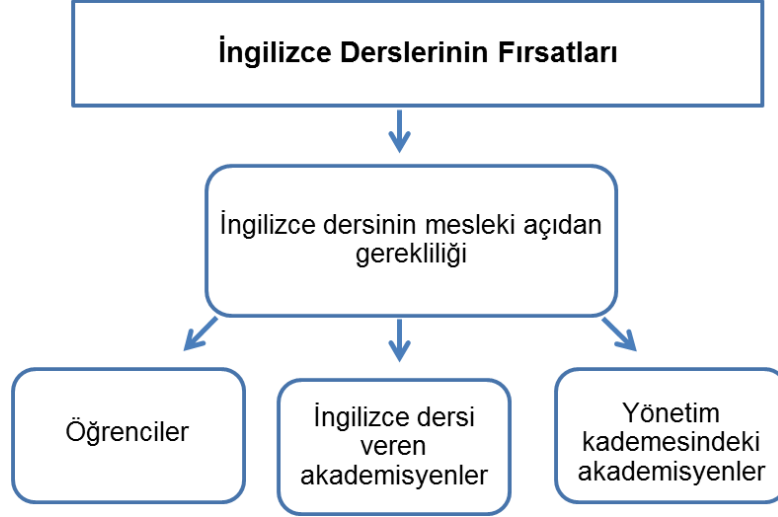 İngilizce Derslerinin Fırsatları
İngilizce dersinin mesleki açıdan
gerekliliği
Öğrenciler
İngilizce dersi
veren
akademisyenler
Yönetim
kademesindeki
akademisyenler